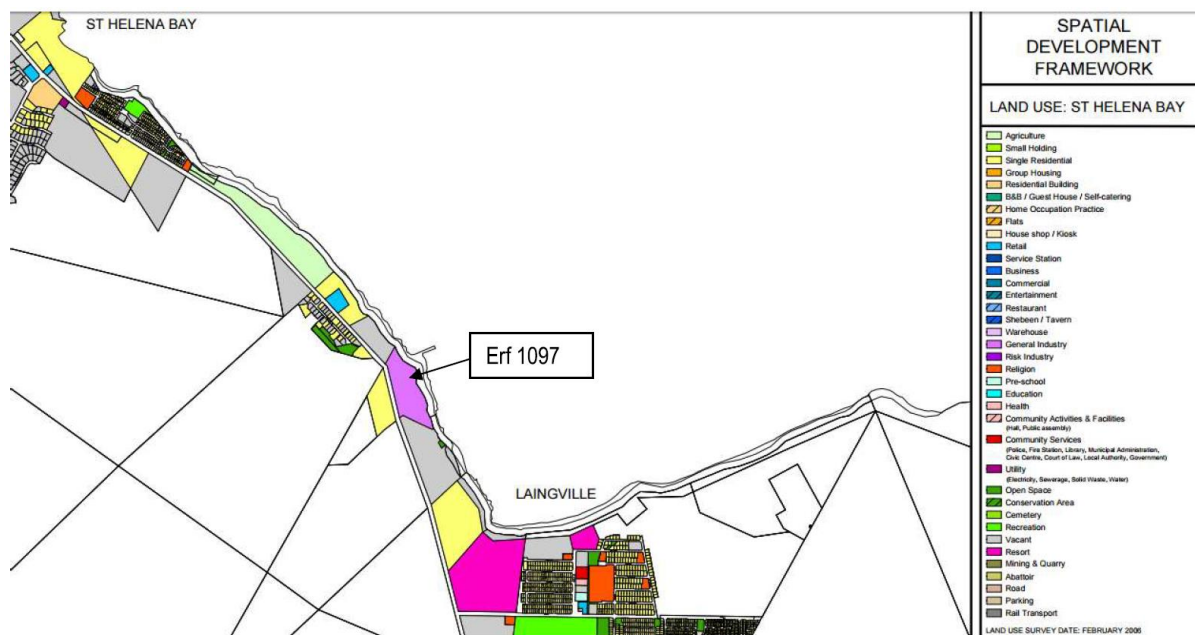 ST HELENA BAY
Erf 1097
LAINGVILLE
SPATIAL
DEVELOPMENT
FRAMEWORK
LAND USE: ST HELENA BAY
Agriculture
Small Holding
Single Residential
Group Housing
Residential Building
B&B / Guest House / Self-catering
Home Occupation Practice
Flats
House shop / Kiosk
Retail
Service Station
Business
Commercial
Entertainment
Restaurant
Shebeen / Tavern
Warehouse
General Industry
Risk Industry
Religion
Pre-school
Education
Health
Community Activities & Facilities
(Hall, Public assembly)
Community Services
(Police, Fire Station, Library, Municipal Administration,
Civic Centre, Court of Law, Local Authority, Government)
Utility
(Electricity, Sewerage, Solid Waste, Water)
Open Space
Conservation Area
Cemetery
Recreation
Vacant
Resort
Mining & Quarry
Abattoir
Road
Parking
Rail Transport
LAND USE SURVEY DATE: FEBRUARY 2006